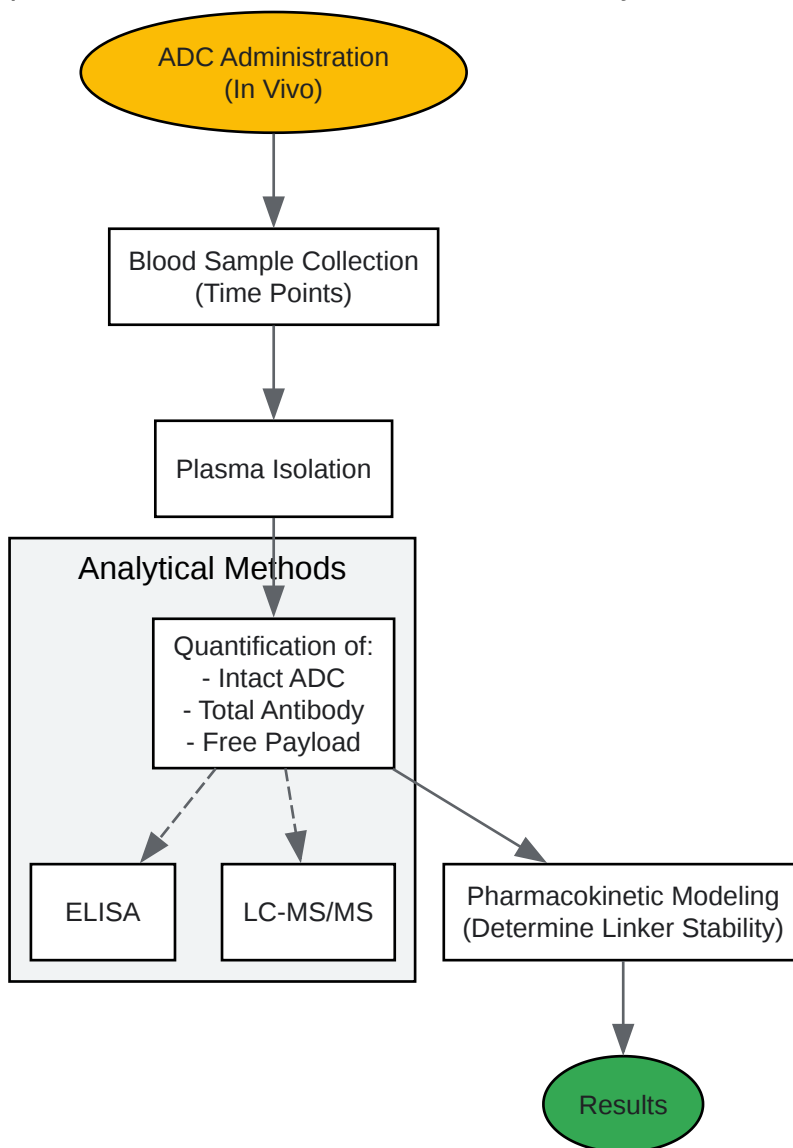 ADC Administration
(In Vivo)
Blood Sample Collection
(Time Points)
Plasma Isolation
Analytical Methods
Quantification of:
- Intact ADC
- Total Antibody
- Free Payload
ELISA
LC-MS/MS
Pharmacokinetic Modeling
(Determine Linker Stability)
Results